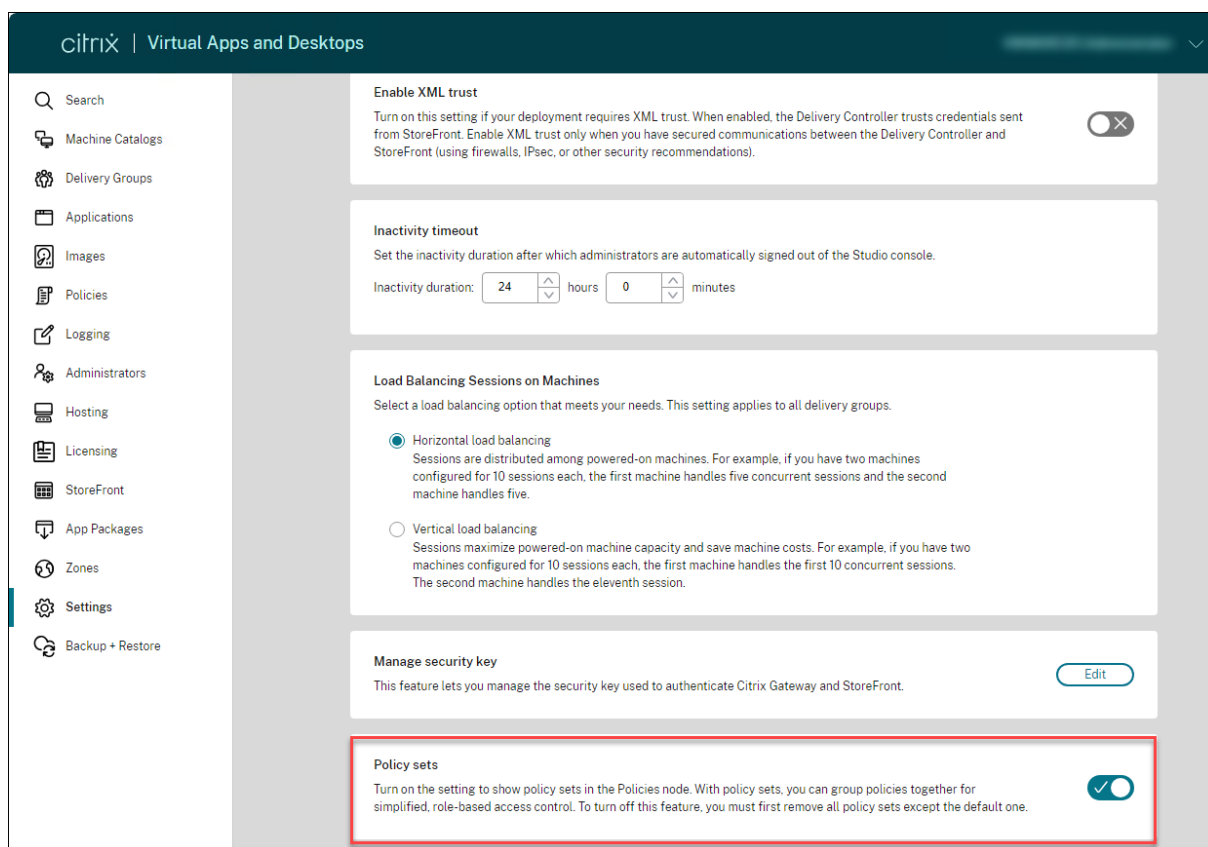 citrix | Virtual Apps and Desktops
Search
Machine Catalogs
Delivery Groups
Applications
Images
Policies
Logging
Administrators
Hosting
Licensing
StoreFront
App Packages
Zones
Settings
Backup + Restore
Enable XML trust
Turn on this setting if your deployment requires XML trust. When enabled, the Delivery Controller trusts credentials sent
from StoreFront. Enable XML trust only when you have secured communications between the Delivery Controller and
StoreFront (using firewalls, IPsec, or other security recommendations).
Inactivity timeout
Set the inactivity duration after which administrators are automatically signed out of the Studio console.
Inactivity duration: 24 hours 0 minutes
Load Balancing Sessions on Machines
Select a load balancing option that meets your needs. This setting applies to all delivery groups.
Horizontal load balancing
Sessions are distributed among powered-on machines. For example, if you have two machines
configured for 10 sessions each, the first machine handles five concurrent sessions and the second
machine handles five.
Vertical load balancing
Sessions maximize powered-on machine capacity and save machine costs. For example, if you have two
machines configured for 10 sessions each, the first machine handles the first 10 concurrent sessions.
The second machine handles the eleventh session.
Manage security key
This feature lets you manage the security key used to authenticate Citrix Gateway and StoreFront.
Edit
Policy sets
Turn on the setting to show policy sets in the Policies node. With policy sets, you can group policies together for
simplified, role-based access control. To turn off this feature, you must first remove all policy sets except the default one.